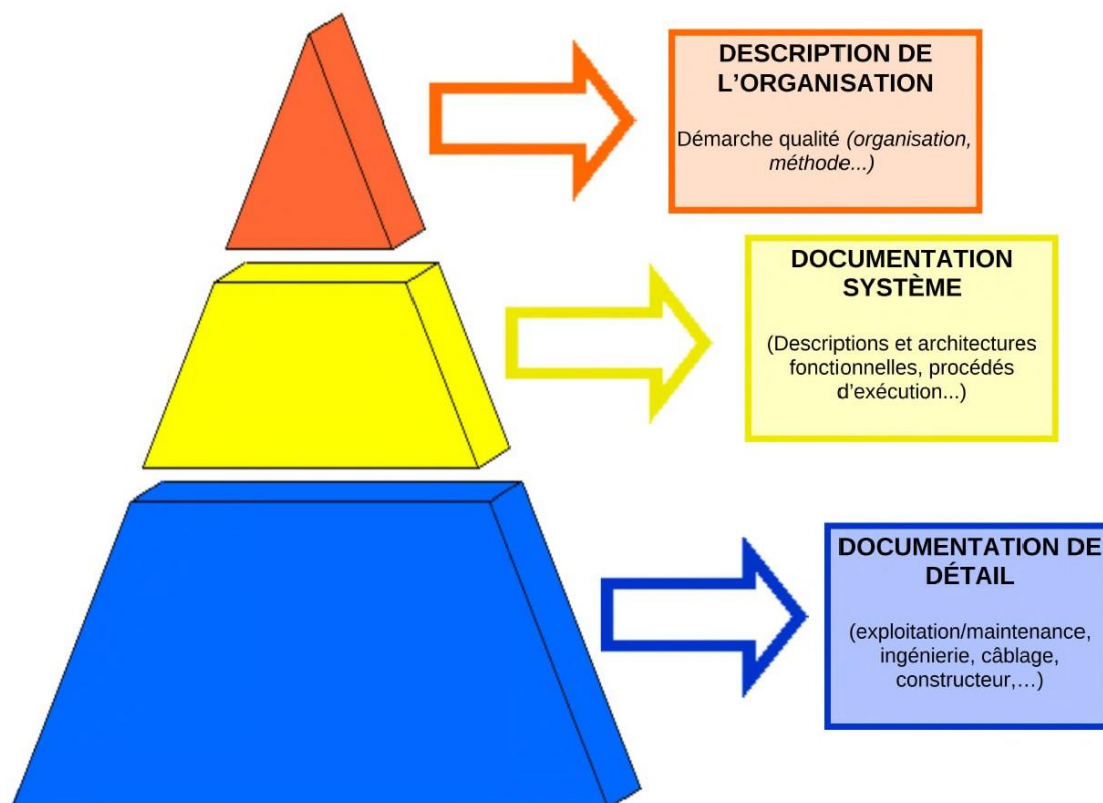 DESCRIPTION DE
L’ORGANISATION
Démarche qualité (organisation,
méthode...)
DOCUMENTATION
SYSTÈME
(Descriptions et architectures
fonctionnelles, procédés
d’exécution...)
DOCUMENTATION DE
DÉTAIL
(exploitation/maintenance,
ingénierie, câblage,
constructeur,…)